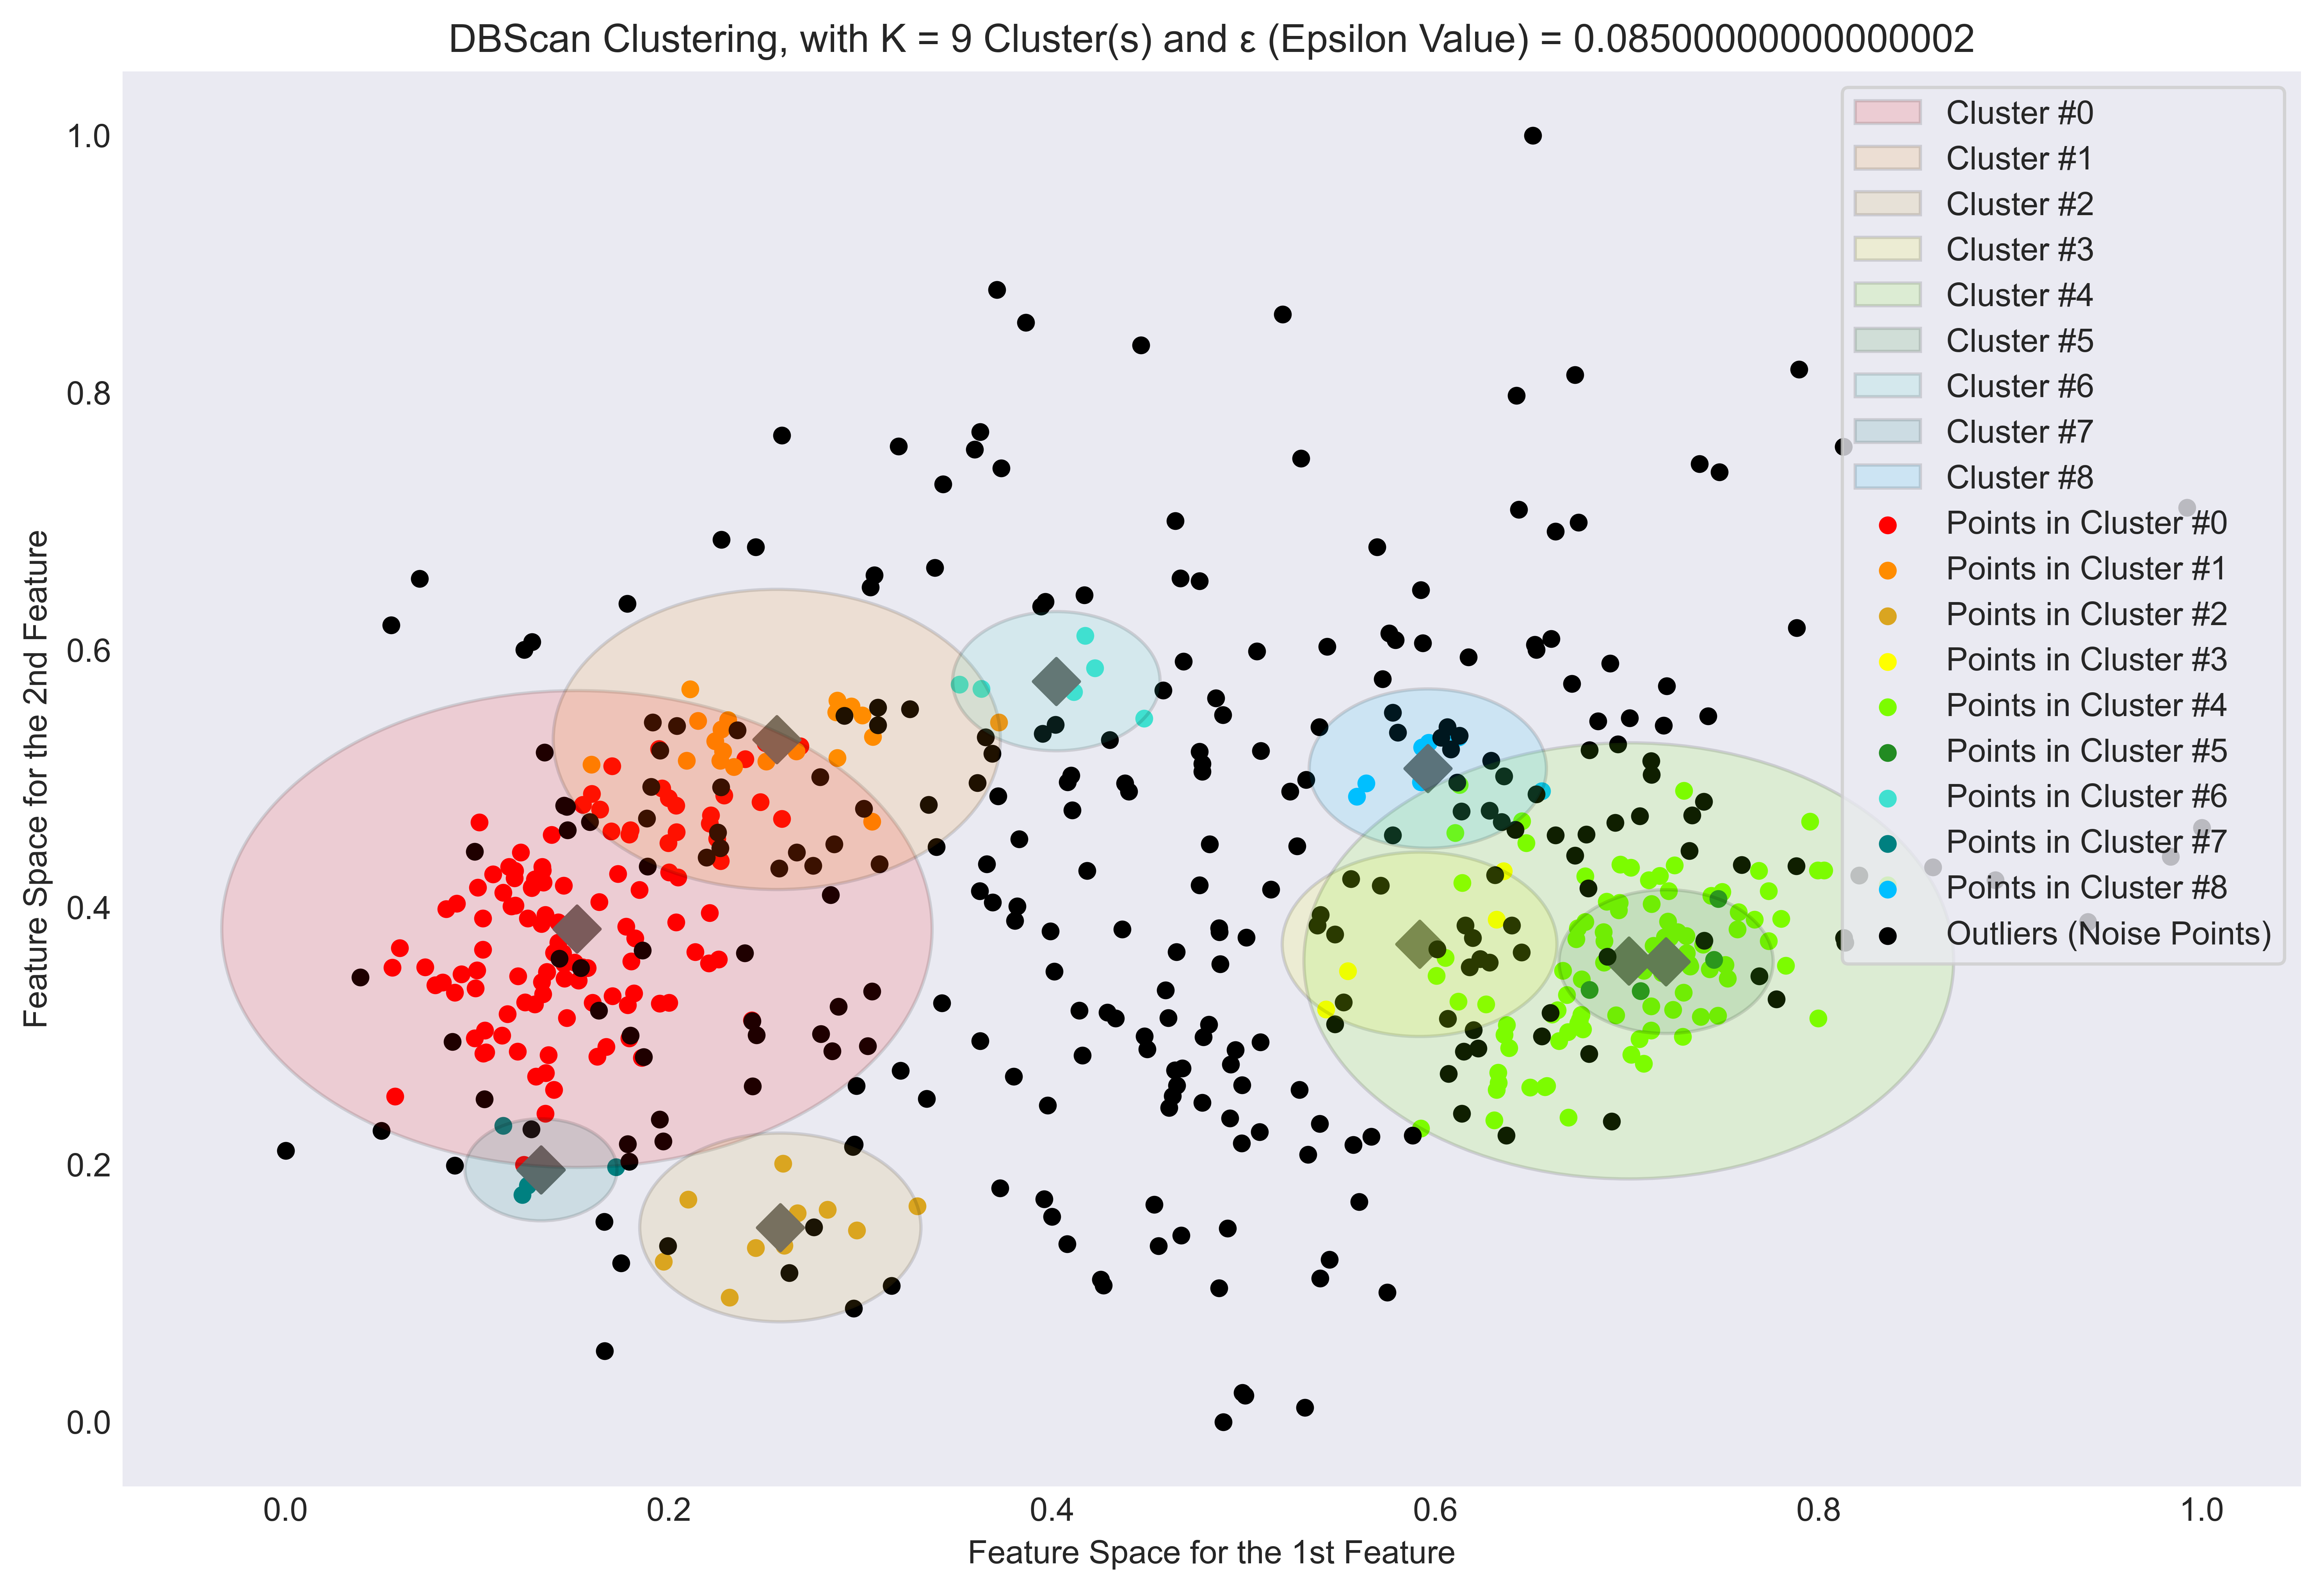 DBScan Clustering, with K = 9 Cluster(s) and ε (Epsilon Value) = 0.08500000000000002
Cluster #0
Cluster #1
Cluster #2
Cluster #3
Cluster #4
Cluster #5
Cluster #6
Cluster #7
Cluster #8
Points in Cluster #0
Points in Cluster #1
Points in Cluster #2
Points in Cluster #3
Points in Cluster #4
Points in Cluster #5
Points in Cluster #6
Points in Cluster #7
Points in Cluster #8
Outliers (Noise Points)
Feature Space for the 2nd Feature
1.0
0.8
0.6
0.4
0.2
0.0
0.0 0.2 0.4 0.6 0.8 1.0
Feature Space for the 1st Feature